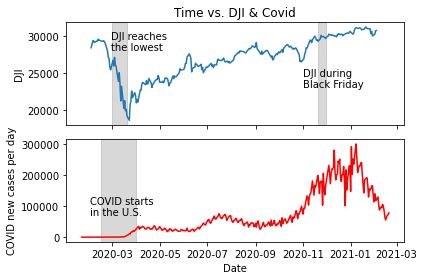 Time vs. DJI & Covid
DJI
30000
25000
20000
DJI reaches
the lowest
DJI during
Black Friday
COVID new cases per day
300000
200000
100000
0
COVID starts
in the U.S.
2020-03 2020-05 2020-07 2020-09 2020-11 2021-01 2021-03
Date